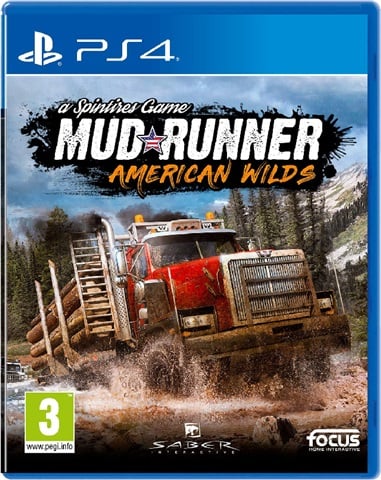 PS4
a Spintires Game
MUDRUNNER
AMERICAN WILDS
3
www.pegi.info
SABER
INTERACTIVE
FOCUS
HOME INTERACTIVE